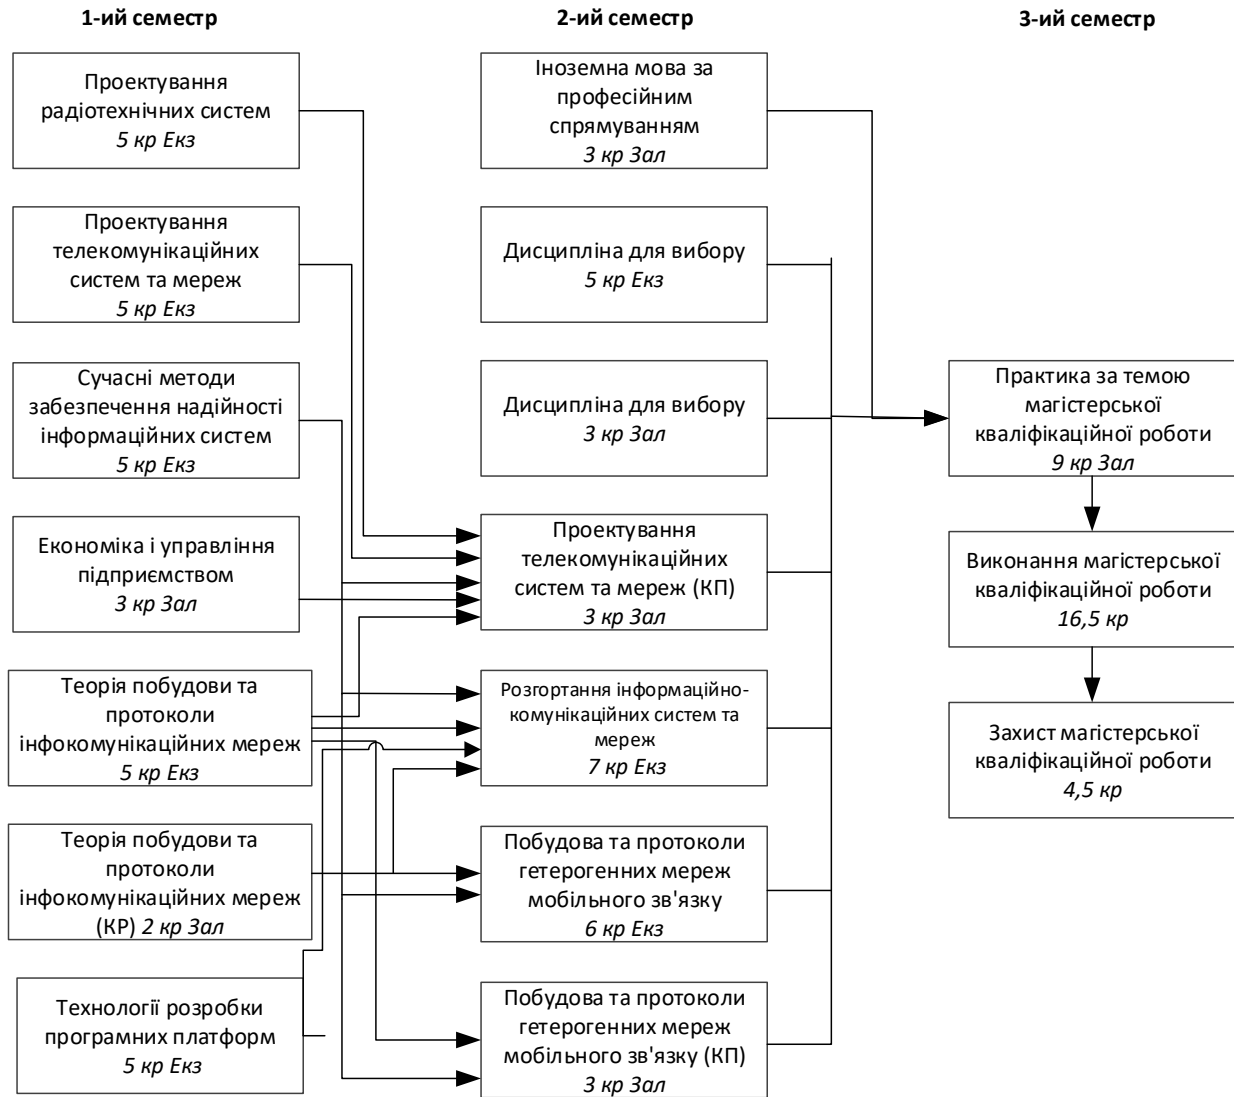 1-ий семестр
Проектування
радіотехнічних систем
5 кр Екз
Проектування
телекомунікаційних
систем та мереж
5 кр Екз
Сучасні методи
забезпечення надійності
інформаційних систем
5 кр Екз
Економіка і управління
підприємством
3 кр Зал
Теорія побудови та
протоколи
інфокомунікаційних мереж
5 кр Екз
Теорія побудови та
протоколи
інфокомунікаційних мереж
(КР) 2 кр Зал
Технології розробки
програмних платформ
5 кр Екз
2-ий семестр
Іноземна мова за
професійним
спрямуванням
3 кр Зал
Дисципліна для вибору
5 кр Екз
Дисципліна для вибору
3 кр Зал
Проектування
телекомунікаційних
систем та мереж (КП)
3 кр Зал
Розгортання інформаційно-
комунікаційних систем та
мереж
7 кр Екз
Побудова та протоколи
гетерогенних мереж
мобільного зв'язку
6 кр Екз
Побудова та протоколи
гетерогенних мереж
мобільного зв'язку (КП)
3 кр Зал
3-ий семестр
Практика за темою
магістерської
кваліфікаційної роботи
9 кр Зал
Виконання магістерської
кваліфікаційної роботи
16,5 кр
Захист магістерської
кваліфікаційної роботи
4,5 кр